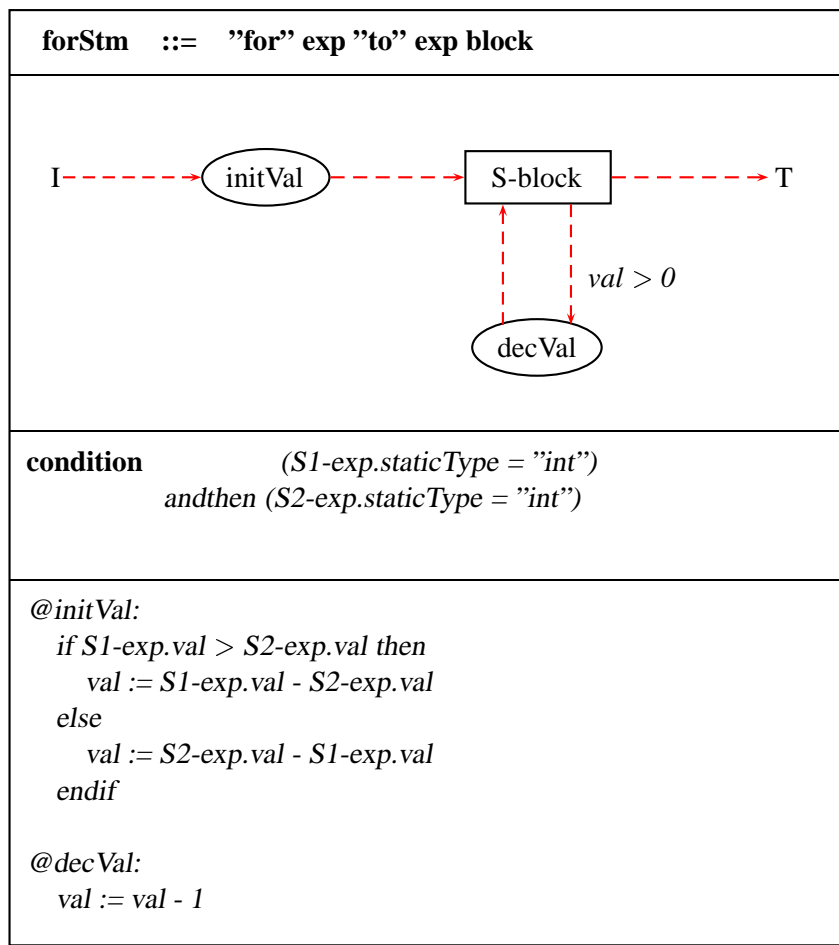 forStm ::= ”for” exp ”to” exp block
I initVal S-block T
val > 0
decVal
condition (S1-exp.staticType = ”int”)
andthen (S2-exp.staticType = ”int”)
@initVal:
if S1-exp.val > S2-exp.val then
val := S1-exp.val - S2-exp.val
else
val := S2-exp.val - S1-exp.val
endif
@decVal:
val := val - 1